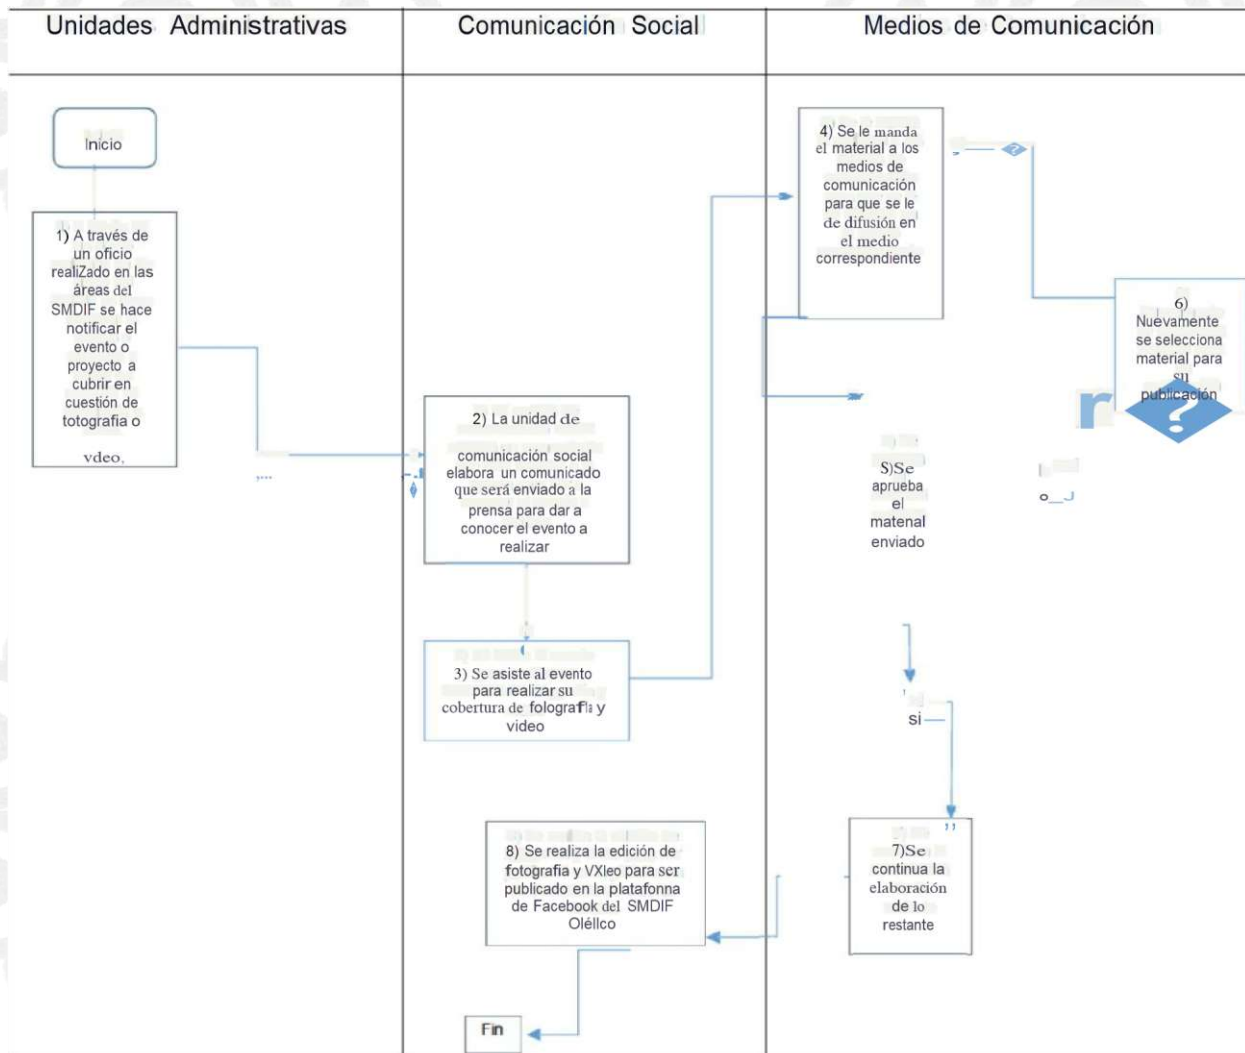 Unidades Administrativas
Comunicación Social
Medios de Comunicación
Inicio
1) A través de
un oficio
realiZado en las
áreas del
SMDIF se hace
notificar el
evento o
proyecto a
cubrir en
cuestión de
totografia o
vdeo.
2) La unidad de
comunicación social
elabora un comunicado
que será enviado a la
prensa para dar a
conocer el evento a
realizar
3) Se asiste al evento
para realizar su
cobertura de fologra y
video
4) Se le manda
el material a los
medios de
comunicación
para que se le
de difusión en
el medio
correspondiente
S)Se
aprueba
el
matenal
enviado
6)
Nuevamente
se selecciona
material para
su
publicación
?
si
7)Se
continua la
elaboración
de lo
restante
8) Se realiza la edición de
fotografia y VXleo para ser
publicado en la platafonna
de Facebook del SMDIF
Oléllco
Fin